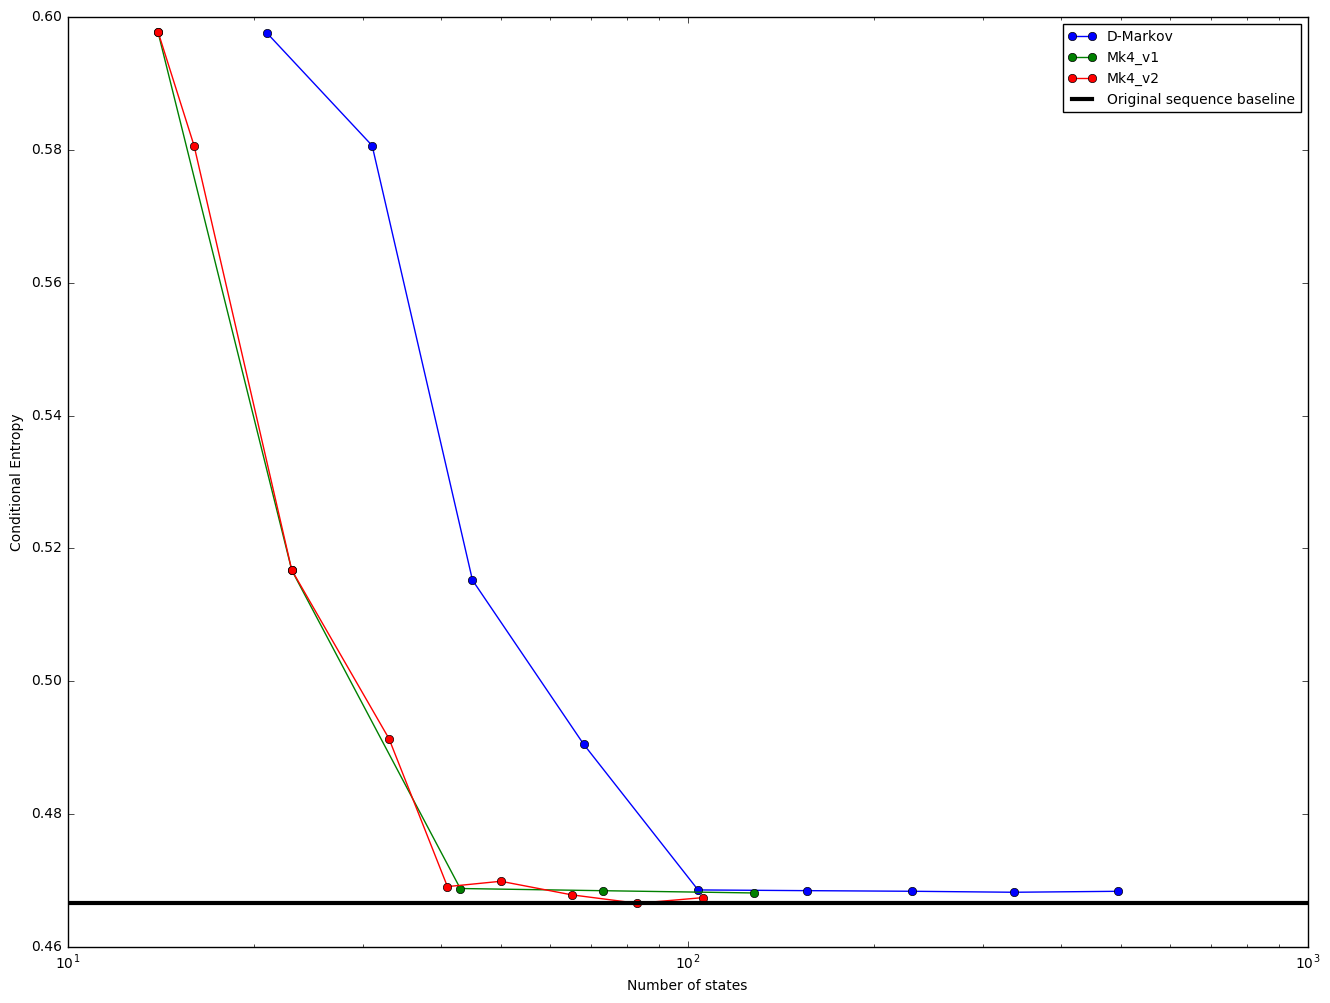 0.60
0.58
0.56
0.54
0.52
0.50
0.48
0.46
Conditional Entropy
10¹
10²
10³
Number of states
D-Markov
Mk4_v1
Mk4_v2
Original sequence baseline